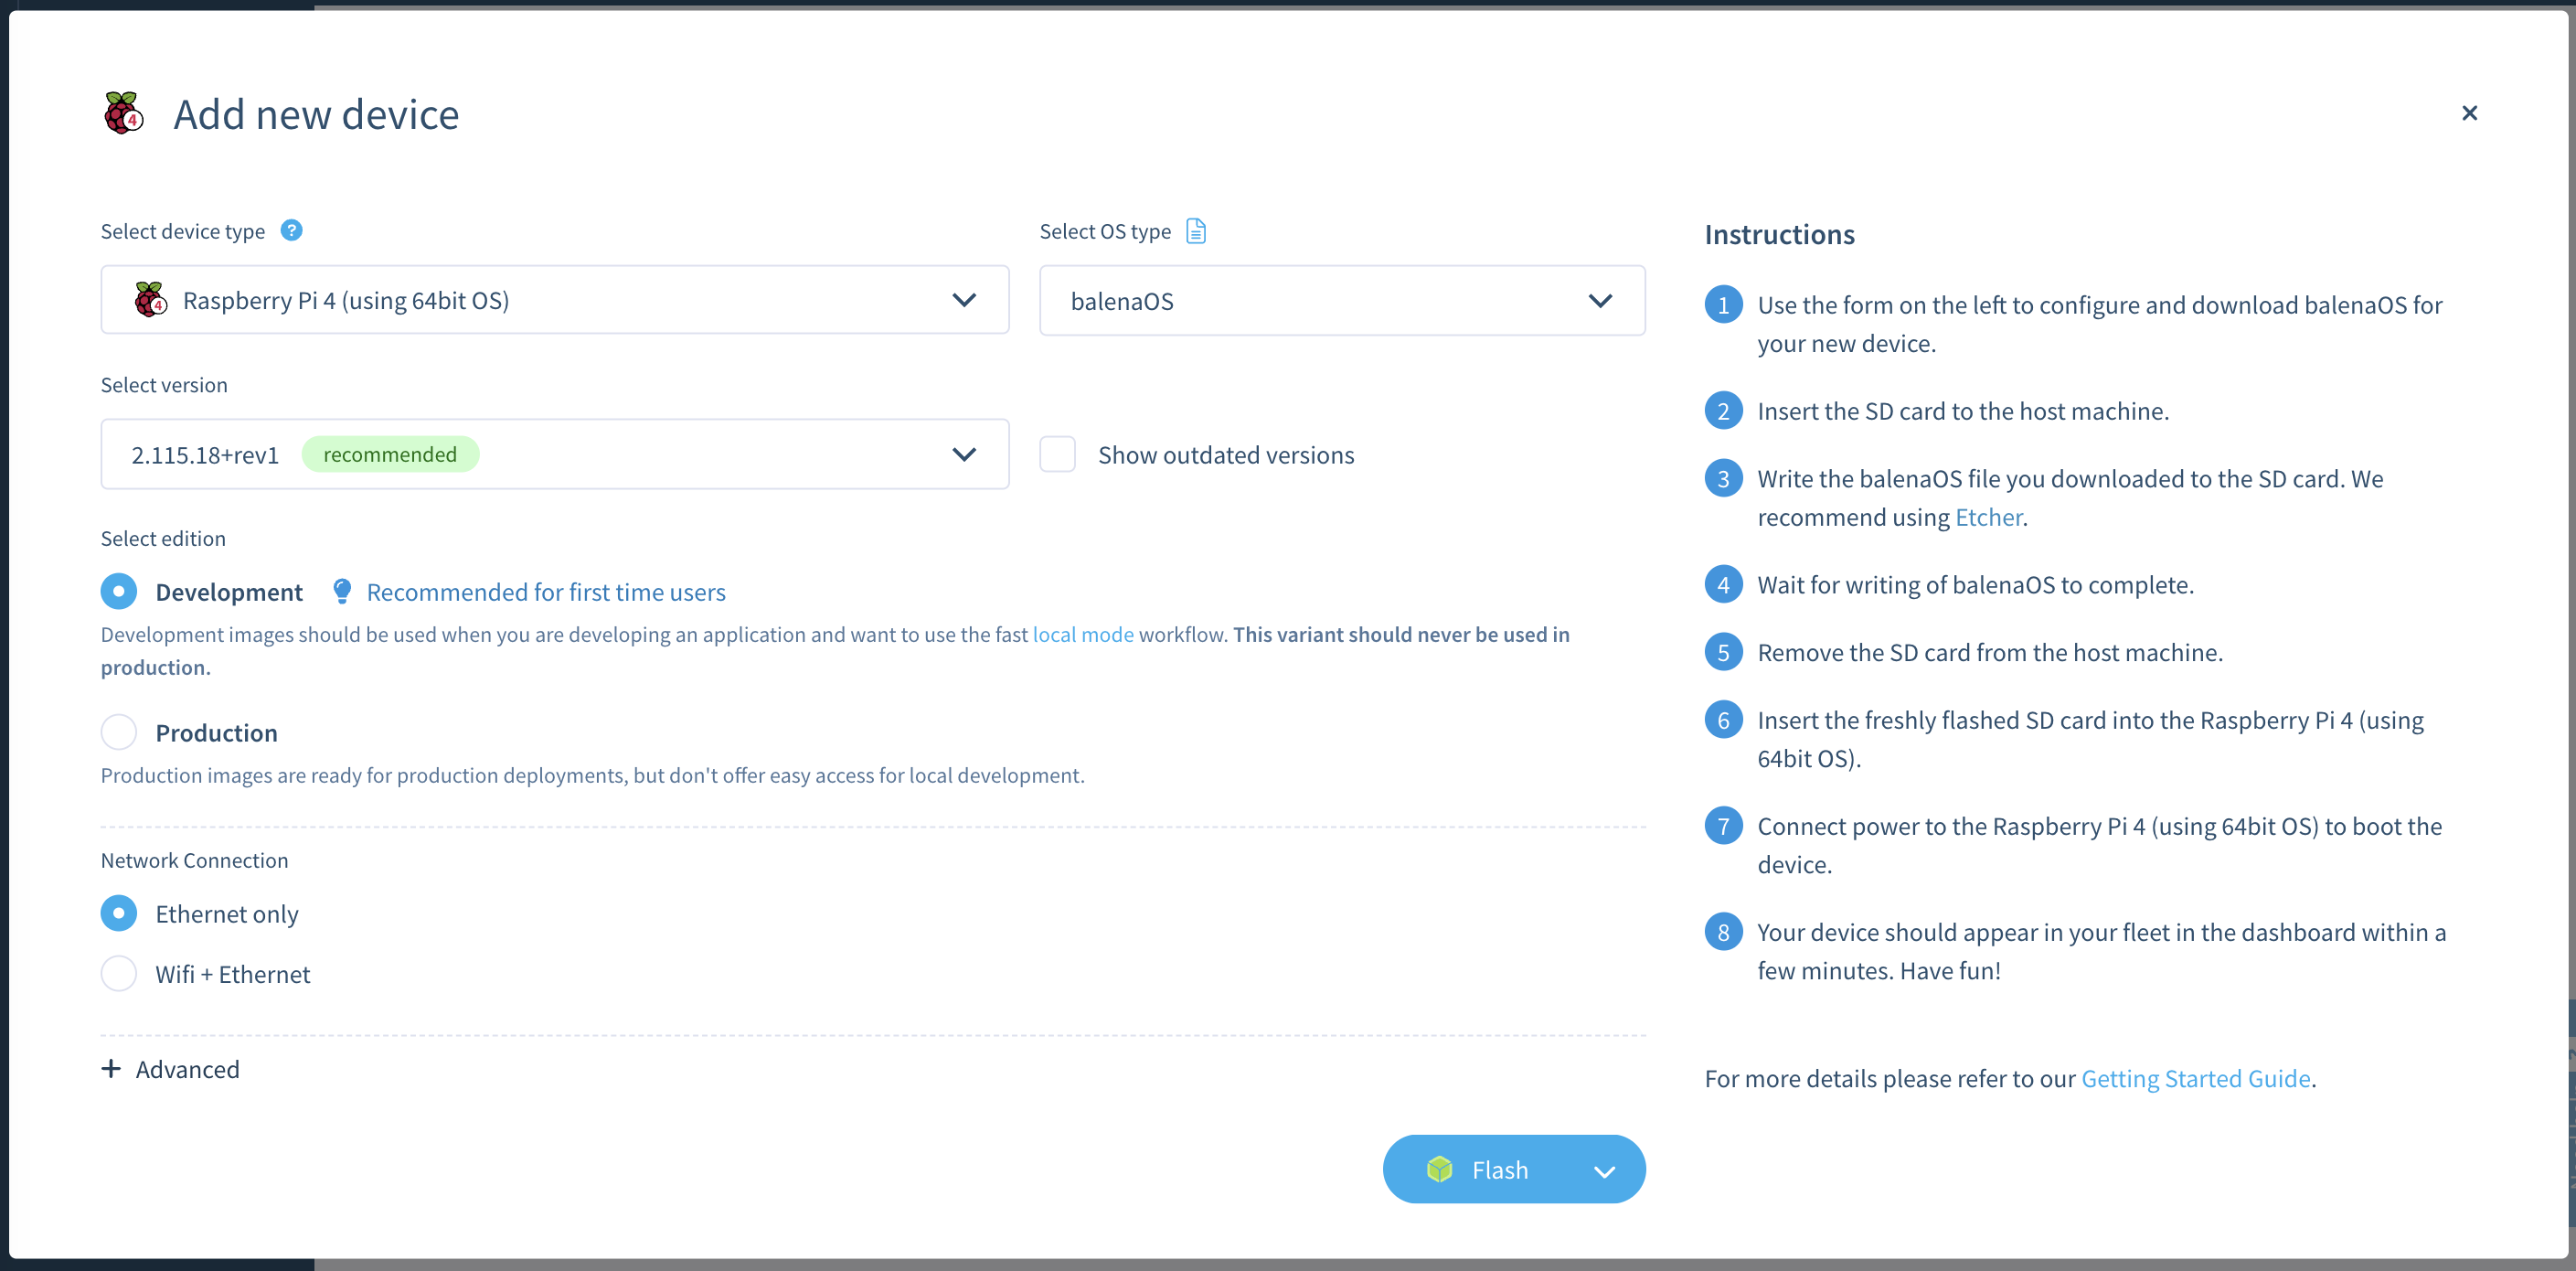 Add new device
Select device type
Select OS type
Raspberry Pi 4 (using 64bit OS)
balenaOS
Select version
2.115.18+rev1 recommended
Show outdated versions
Select edition
Development Recommended for first time users
Development images should be used when you are developing an application and want to use the fast local mode workflow. This variant should never be used in
production.
Production
Production images are ready for production deployments, but don't offer easy access for local development.
Network Connection
Ethernet only
Wifi + Ethernet
+ Advanced
Flash
Instructions
1 Use the form on the left to configure and download balenaOS for
your new device.
2 Insert the SD card to the host machine.
3 Write the balenaOS file you downloaded to the SD card. We
recommend using Etcher.
4 Wait for writing of balenaOS to complete.
5 Remove the SD card from the host machine.
6 Insert the freshly flashed SD card into the Raspberry Pi 4 (using
64bit OS).
7 Connect power to the Raspberry Pi 4 (using 64bit OS) to boot the
device.
8 Your device should appear in your fleet in the dashboard within a
few minutes. Have fun!
For more details please refer to our Getting Started Guide.